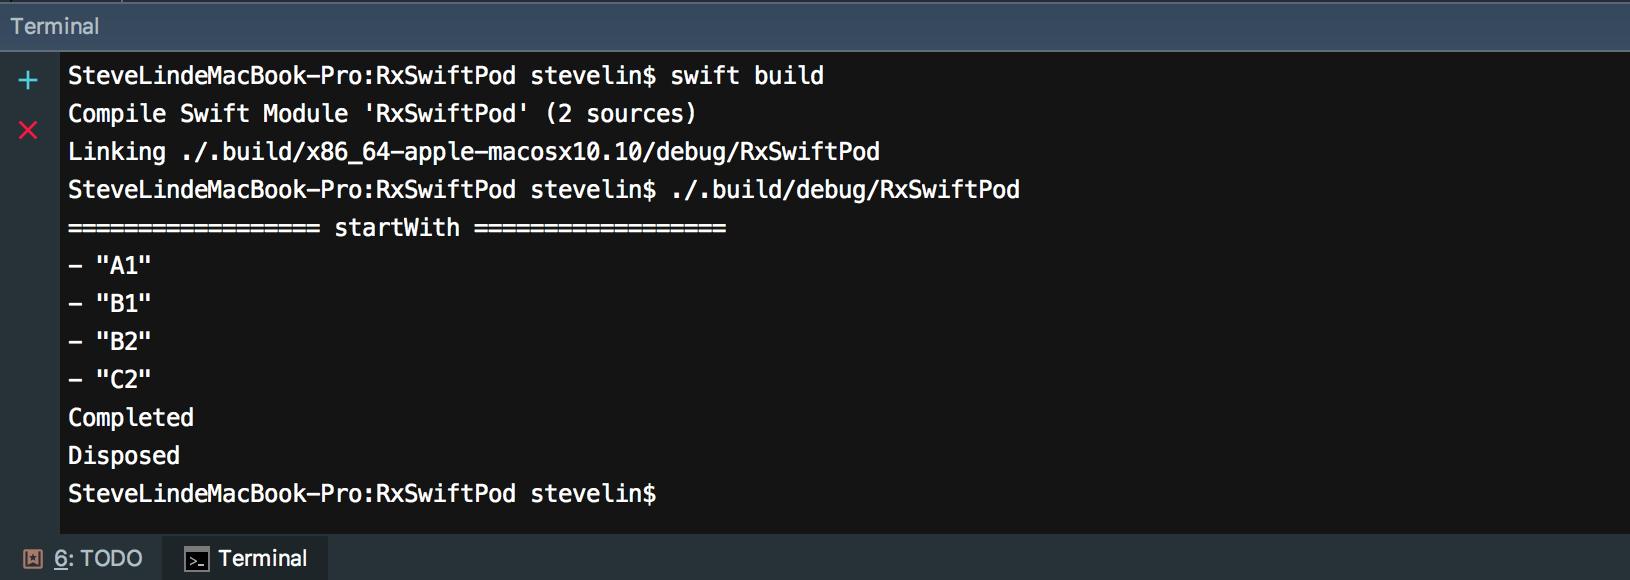 Terminal
SteveLindeMacBook-Pro:RxSwiftPod stevelin$ swift build
Compile Swift Module 'RxSwiftPod' (2 sources)
Linking ./.build/x86_64-apple-macosx10.10/debug/RxSwiftPod
SteveLindeMacBook-Pro:RxSwiftPod stevelin$ ./.build/debug/RxSwiftPod
================== startWith ==================
- "A1"
- "B1"
- "B2"
- "C2"
Completed
Disposed
SteveLindeMacBook-Pro:RxSwiftPod stevelin$
6: TODO Terminal